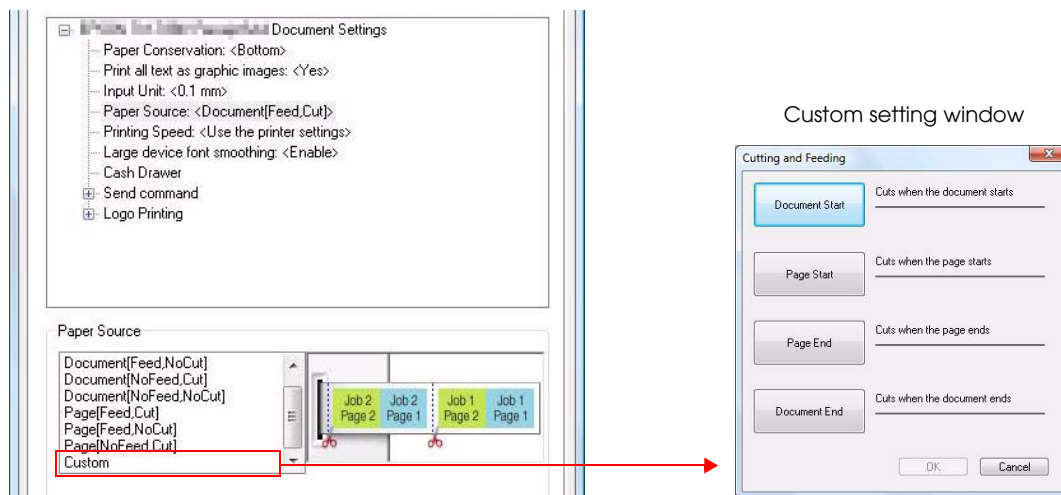 Document Settings
Paper Conservation: <Bottom>
Print all text as graphic images: <Yes>
Input Unit: <0.1 mm>
Paper Source: <Document[Feed,Cut]>
Printing Speed: <Use the printer settings>
Large device font smoothing: <Enable>
Cash Drawer
Send command
Logo Printing
Paper Source
Document[Feed,NoCut]
Document[NoFeed,Cut]
Document[NoFeed,NoCut]
Page[Feed,Cut]
Page[Feed,NoCut]
Page[NoFeed,Cut]
Custom
Job 2 Job 2 Job 1 Job 1
Page 2 Page 1 Page 2 Page 1
Custom setting window
Cutting and Feeding
Document Start
Cuts when the document starts
Page Start
Cuts when the page starts
Page End
Cuts when the page ends
Document End
Cuts when the document ends
OK Cancel